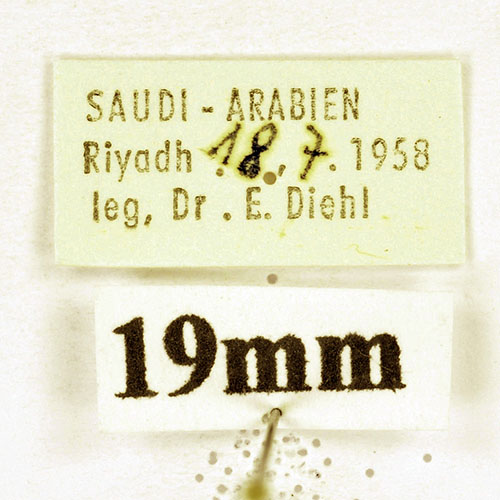 SAUDI - ARABIEN
Riyadh 18.7. 1958
leg, Dr . E. Diehl
19mm